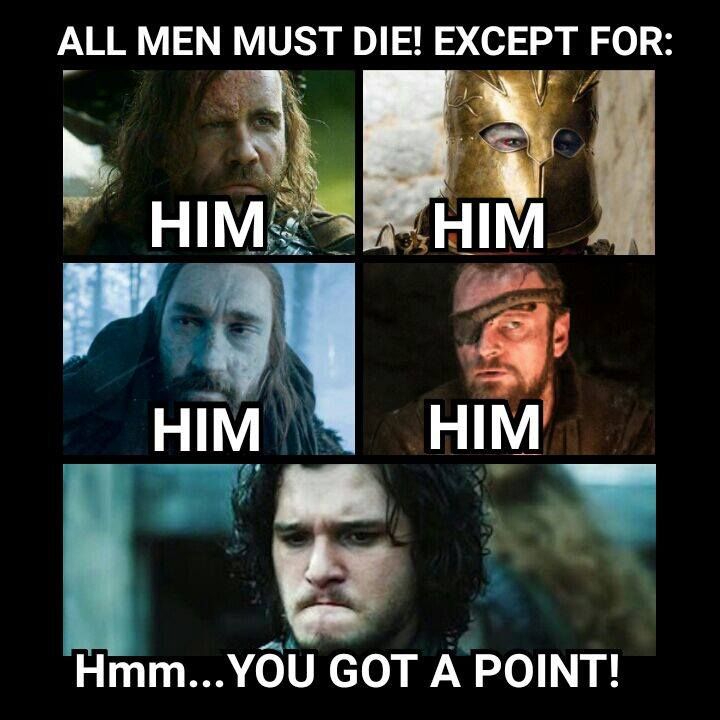 ALL MEN MUST DIE! EXCEPT FOR:
HIM
HIM
HIM
HIM
Hmm...YOU GOT A POINT!